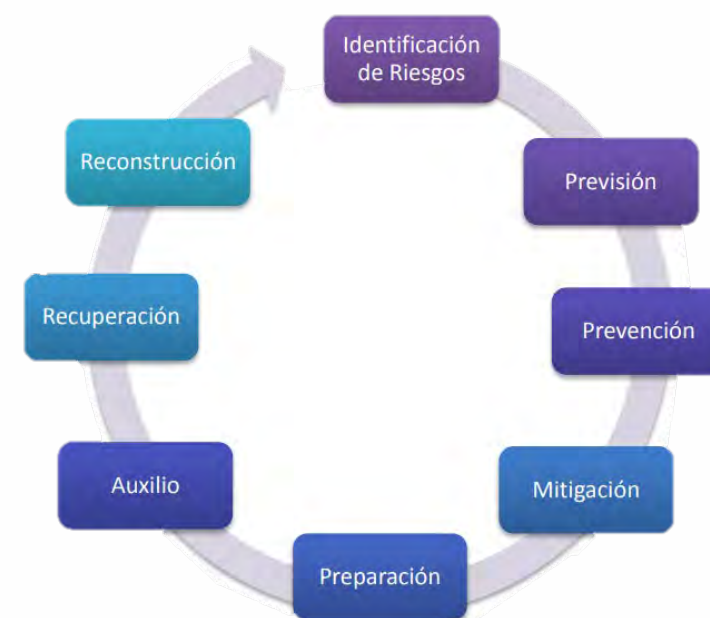 Identificación
de Riesgos
Previsión
Prevención
Mitigación
Preparación
Auxilio
Recuperación
Reconstrucción